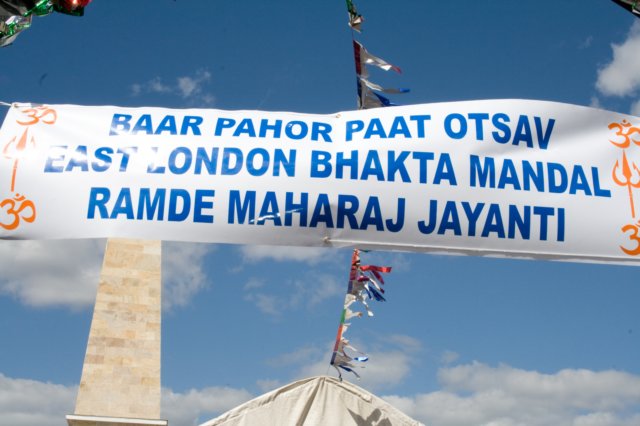 BAAR PAHOR PAAT OTSAV
EAST LONDON BHAKTA MANDAL
RAMDE MAHARAJ JAYANTI
ॐ
ॐ
ॐ
ॐ